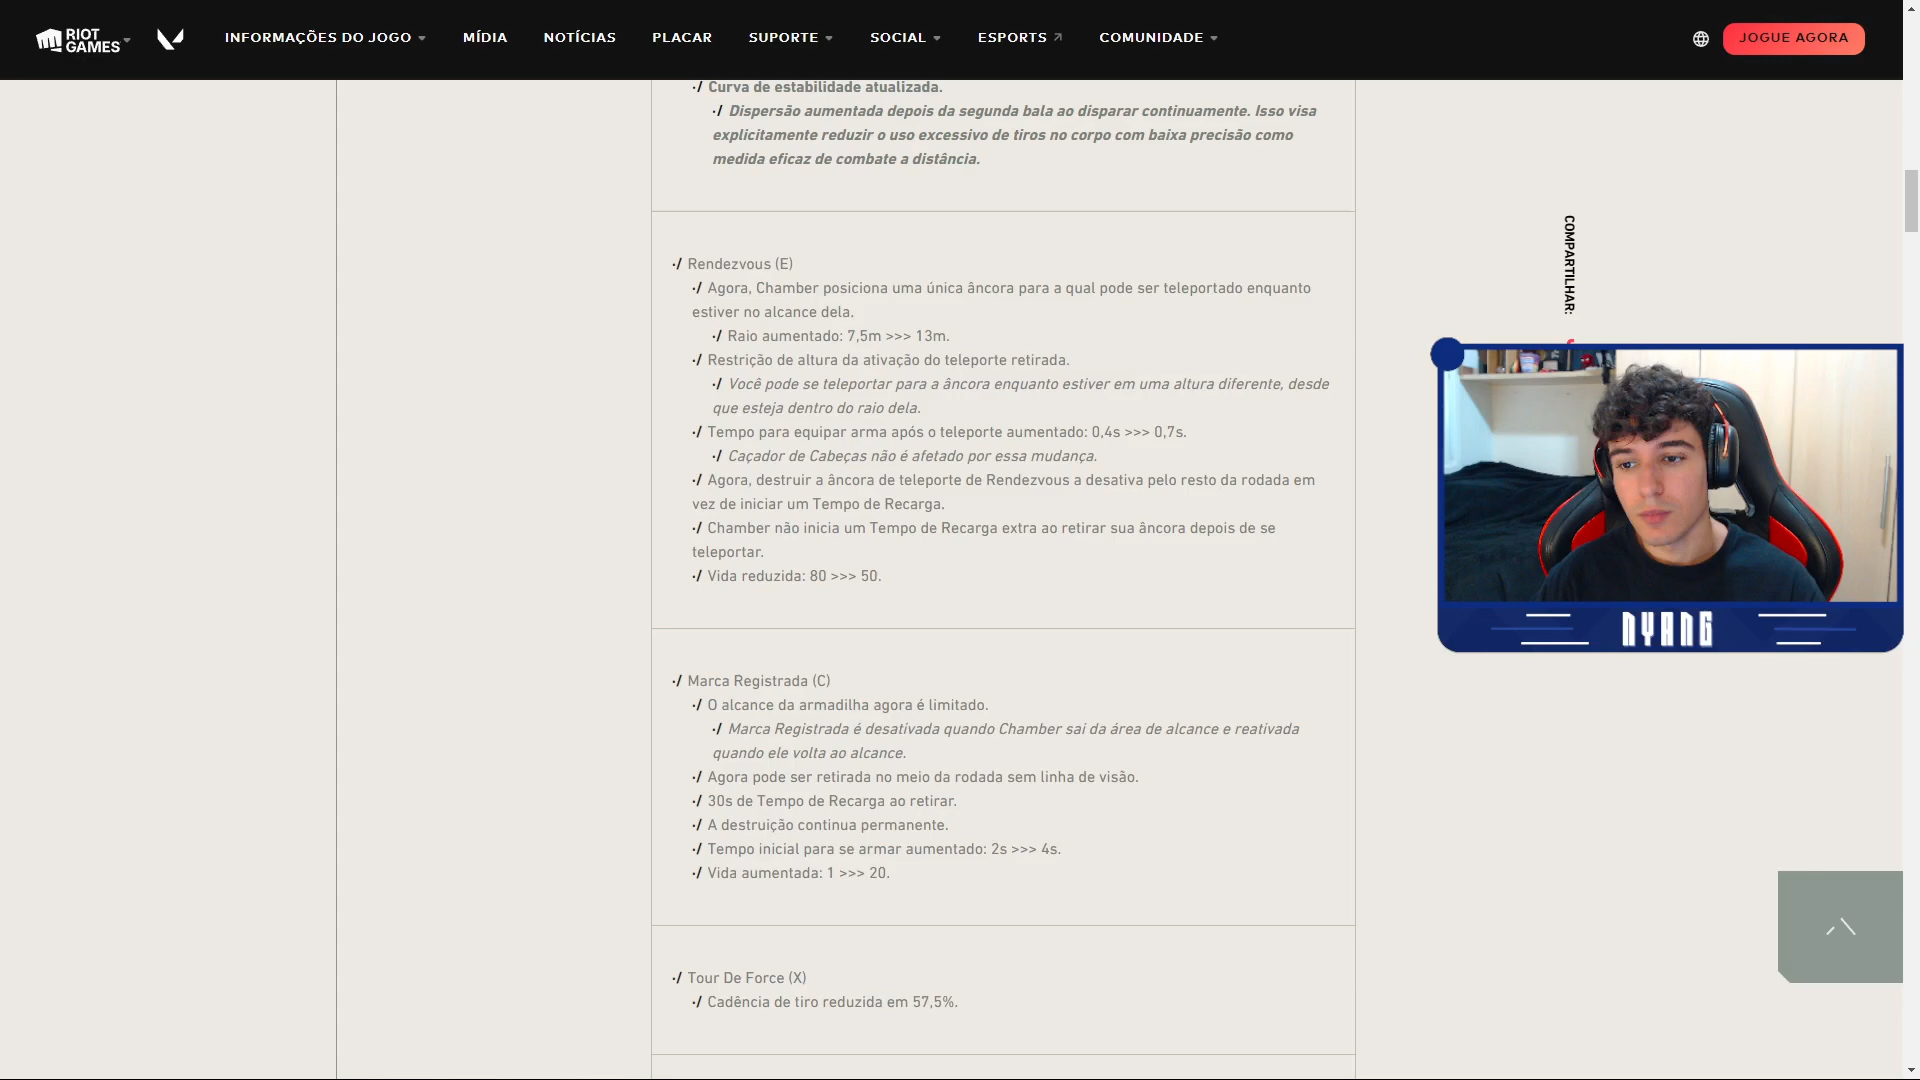 RIOT
GAMES
INFORMAÇÕES DO JOGO
MÍDIA
NOTÍCIAS
PLACAR
SUPORTE
SOCIAL
ESPORTS
COMUNIDADE
JOGUE AGORA
·/ Curva de estabilidade atualizada.
·/ Dispersão aumentada depois da segunda bala ao disparar continuamente. Isso visa
explicitamente reduzir o uso excessivo de tiros no corpo com baixa precisão como
medida eficaz de combate a distância.
·/ Rendezvous (E)
·/ Agora, Chamber posiciona uma única âncora para a qual pode ser teleportado enquanto
estiver no alcance dela.
·/ Raio aumentado: 7,5m >>> 13m.
·/ Restrição de altura da ativação do teleporte retirada.
·/ Você pode se teleportar para a âncora enquanto estiver em uma altura diferente, desde
que esteja dentro do raio dela.
·/ Tempo para equipar arma após o teleporte aumentado: 0,4s >>> 0,7s.
·/ Caçador de Cabeças não é afetado por essa mudança.
·/ Agora, destruir a âncora de teleporte de Rendezvous a desativa pelo resto da rodada em
vez de iniciar um Tempo de Recarga.
·/ Chamber não inicia um Tempo de Recarga extra ao retirar sua âncora depois de se
teleportar.
·/ Vida reduzida: 80 >>> 50.
·/ Marca Registrada (C)
·/ O alcance da armadilha agora é limitado.
·/ Marca Registrada é desativada quando Chamber sai da área de alcance e reativada
quando ele volta ao alcance.
·/ Agora pode ser retirada no meio da rodada sem linha de visão.
·/ 30s de Tempo de Recarga ao retirar.
·/ A destruição continua permanente.
·/ Tempo inicial para se armar aumentado: 2s >>> 4s.
·/ Vida aumentada: 1 >>> 20.
·/ Tour De Force (X)
·/ Cadência de tiro reduzida em 57,5%.
COMPARTILHAR:
NYANG